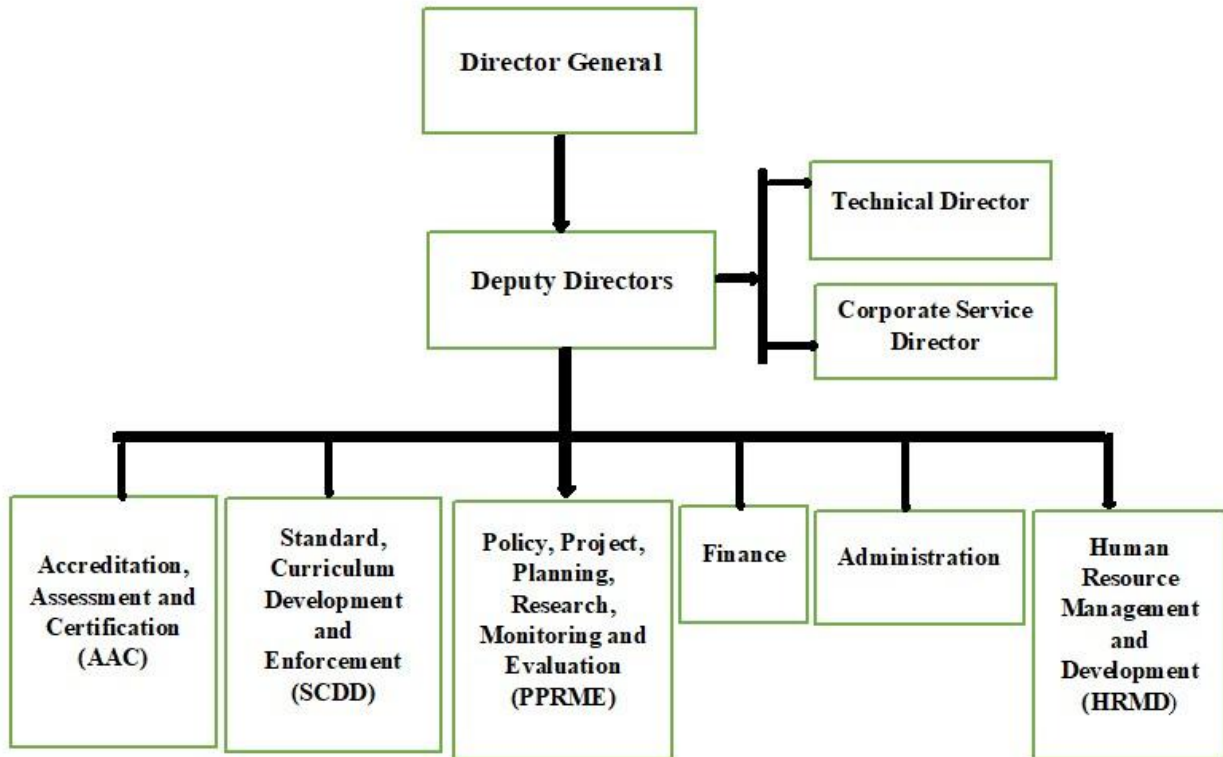 Director General
Technical Director
Deputy Directors
Corporate Service
Director
Accreditation,
Assessment and
Certification
(AAC)
Standard,
Curriculum
Development
and
Enforcement
(SCDD)
Policy, Project,
Planning,
Research,
Monitoring and
Evaluation
(PPRME)
Finance
Administration
Human
Resource
Management
and
Development
(HRMD)